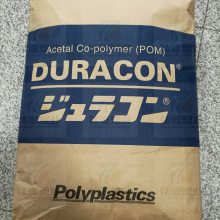 Acetal Co-polymer (POM)
DURACON®
ジュラコン®
Polyplastics